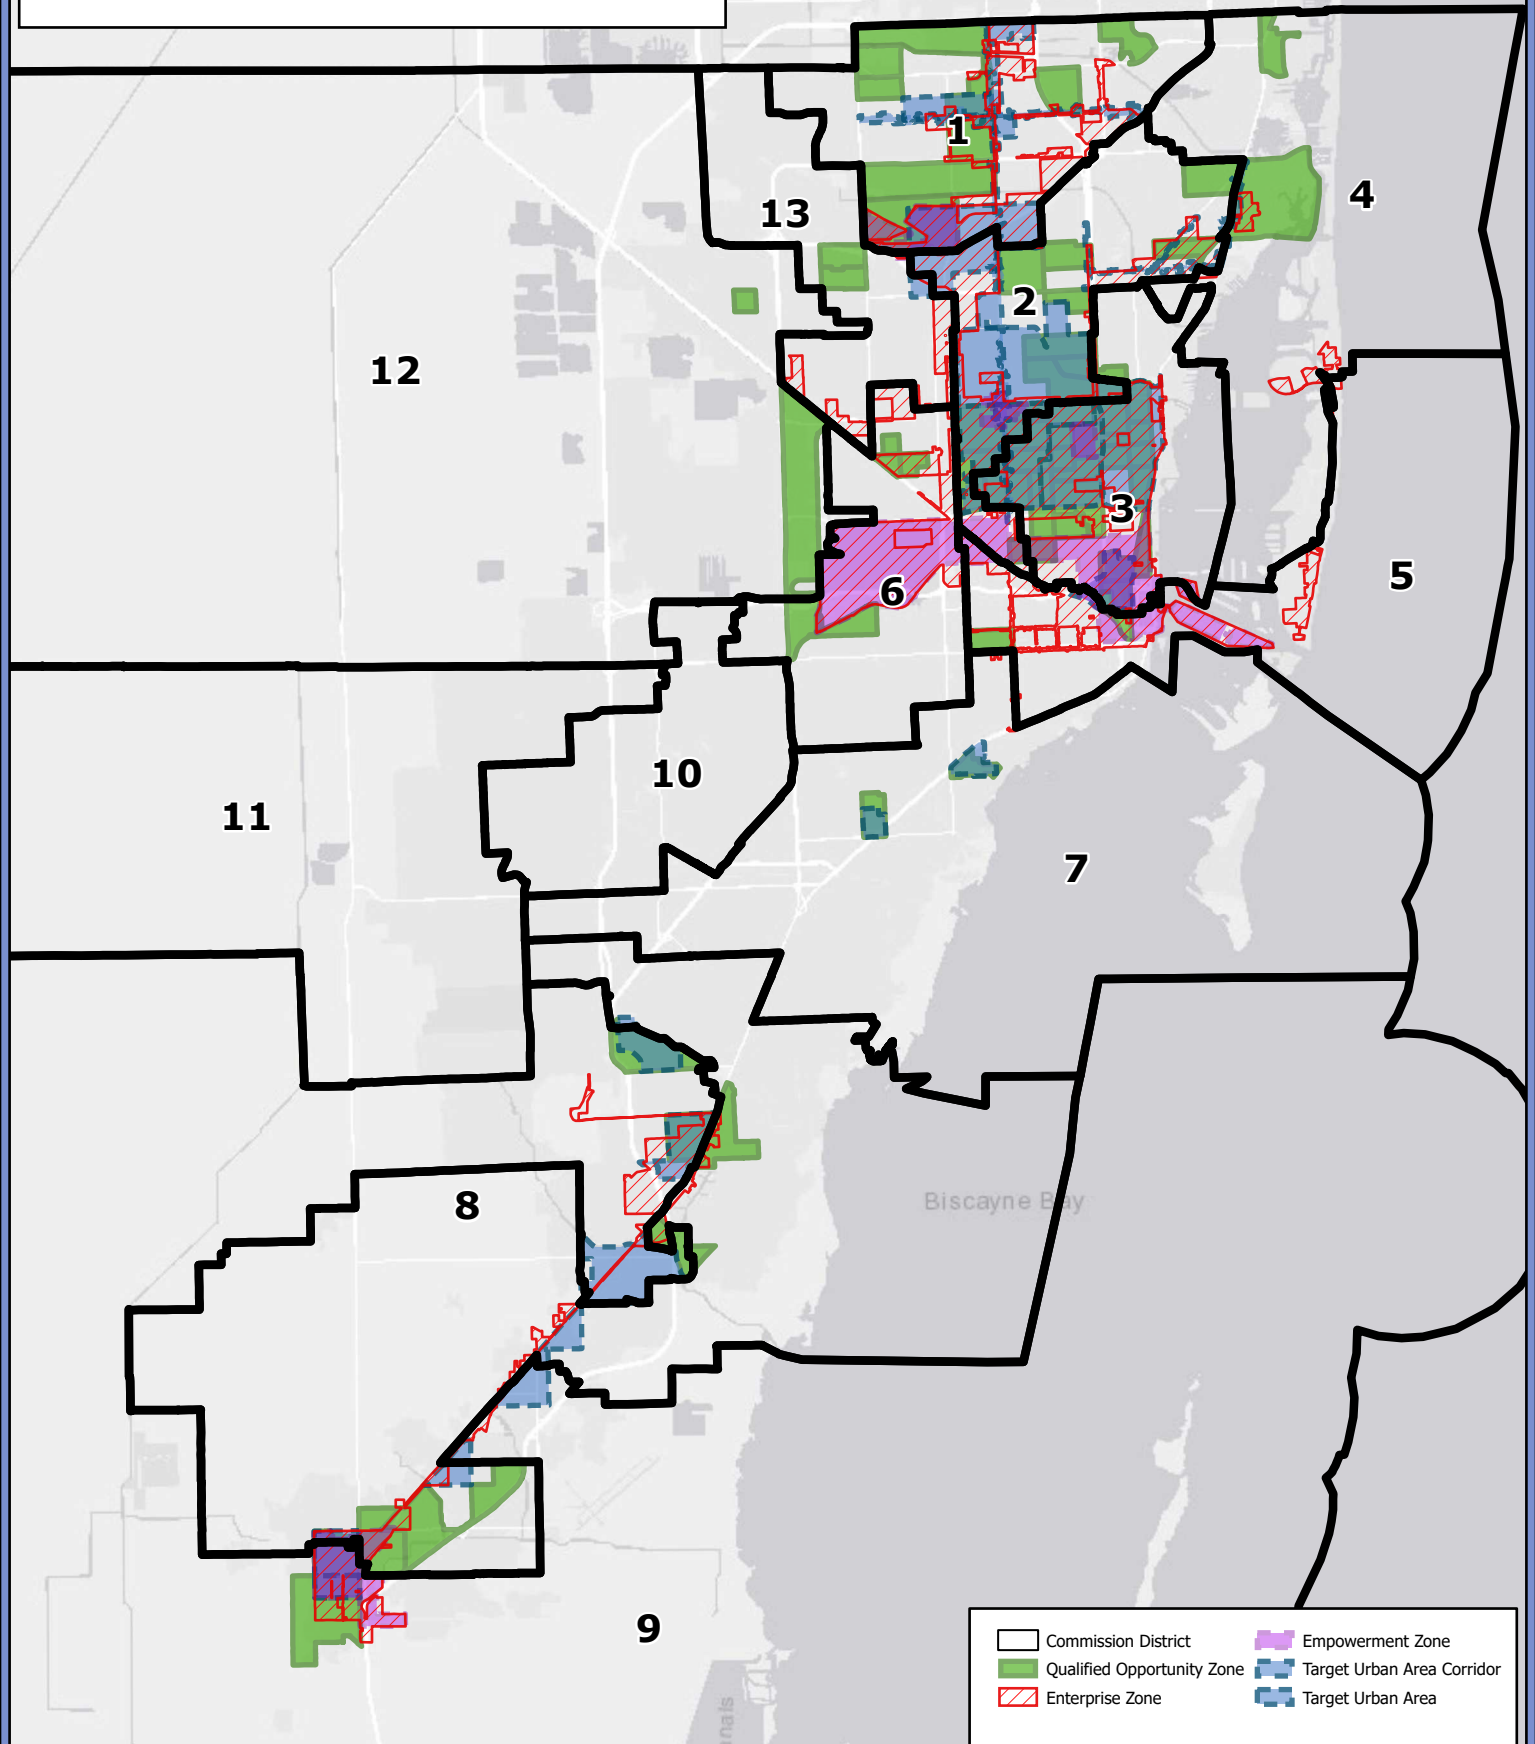 1
4
13
2
12
3
5
6
10
11
7
8
Biscayne Bay
9
Commission District
Qualified Opportunity Zone
Enterprise Zone
Empowerment Zone
Target Urban Area Corridor
Target Urban Area